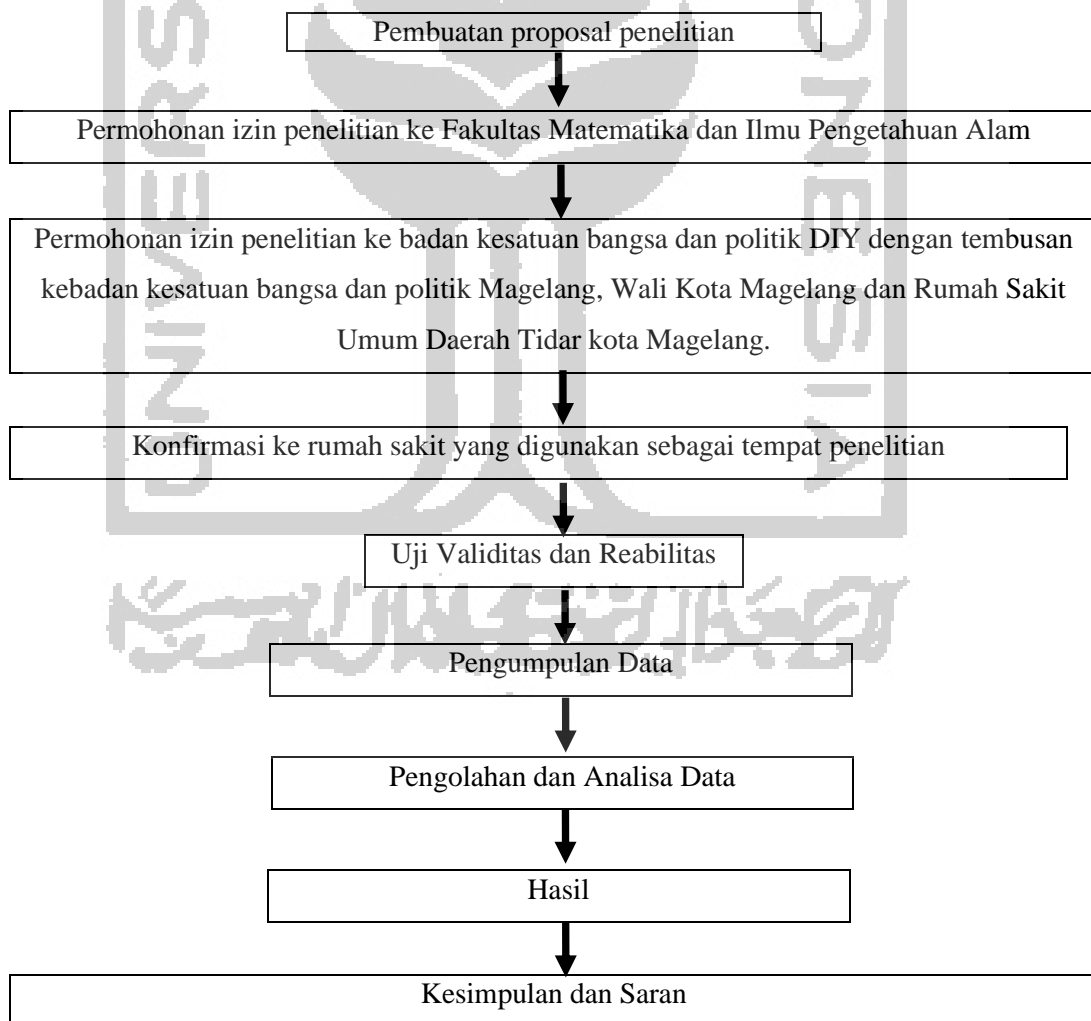 Pembuatan proposal penelitian
Permohonan izin penelitian ke Fakultas Matematika dan Ilmu Pengetahuan Alam
Permohonan izin penelitian ke badan kesatuan bangsa dan politik DIY dengan tembusan
kebadan kesatuan bangsa dan politik Magelang, Wali Kota Magelang dan Rumah Sakit
Umum Daerah Tidar kota Magelang.
Konfirmasi ke rumah sakit yang digunakan sebagai tempat penelitian
Uji Validitas dan Reabilitas
Pengumpulan Data
Pengolahan dan Analisa Data
Hasil
Kesimpulan dan Saran
UNIVERS
ONESIA